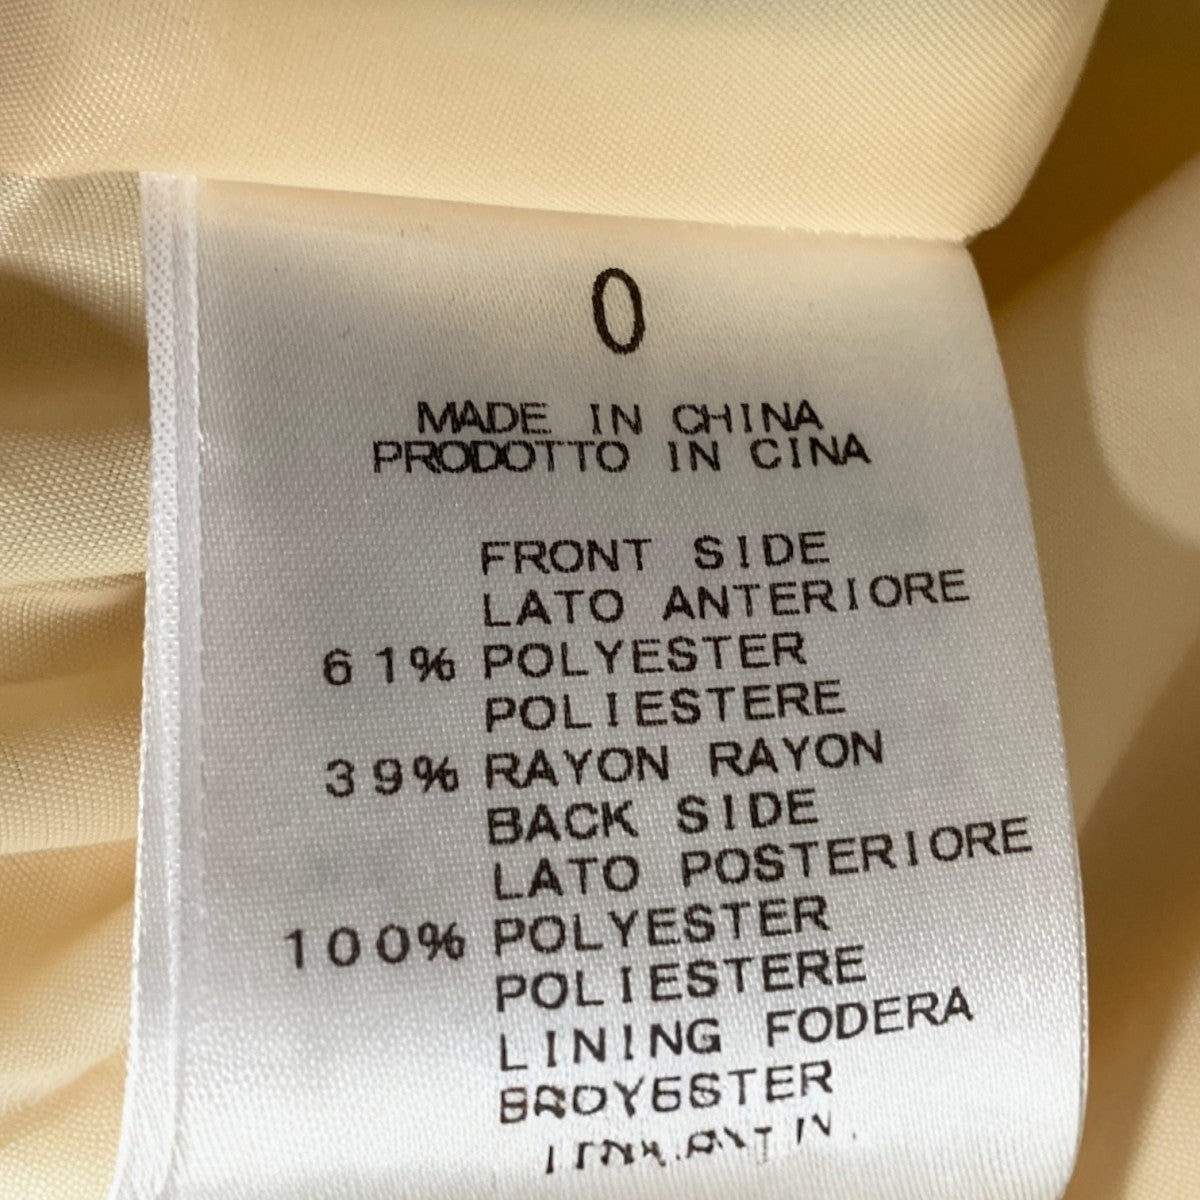 0
MADE IN CHINA
PRODOTTO IN CINA
FRONT SIDE
LATO ANTERIORE
61% POLYESTER
POLIESTERE
39% RAYON RAYON
BACK SIDE
LATO POSTERIORE
100% POLYESTER
POLIESTERE
LINING FODERA